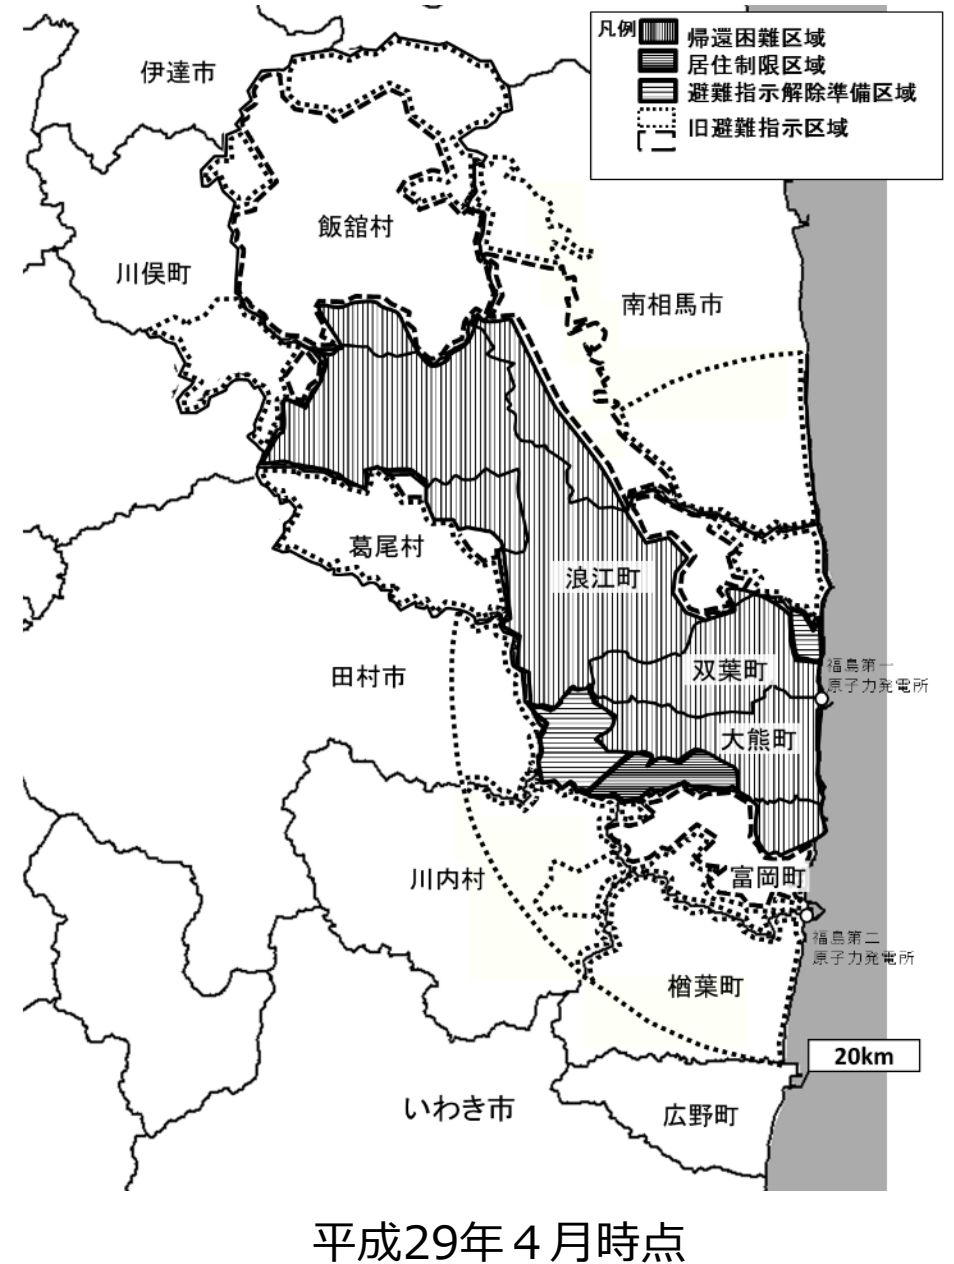 凡例 帰還困難区域
居住制限区域
避難指示解除準備区域
旧避難指示区域
伊達市
飯舘村
川俣町
南相馬市
葛尾村
浪江町
田村市
双葉町
福島第一
原子力発電所
大熊町
川内村
富岡町
福島第二
原子力発電所
楢葉町
20km
いわき市
広野町
平成29年４月時点